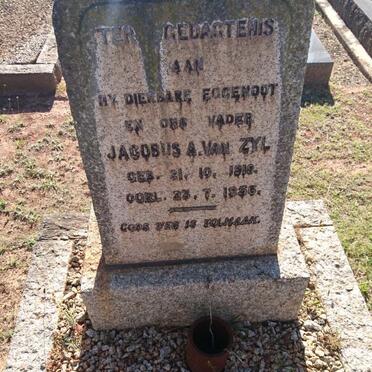 TER GEDAGTENIS
AAN
MY DIERBARE EGGENOOT
EN ONS VADER
JACOBUS A. VAN ZYL
GEB. 21. 10. 1918.
OORL. 23. 7. 1956.
GODS WEG IS VOLMAAK.